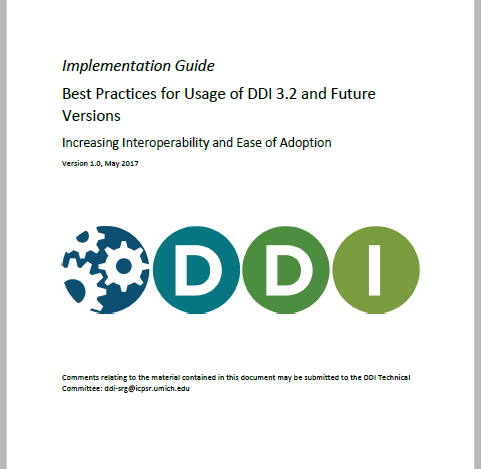 Implementation Guide
Best Practices for Usage of DDI 3.2 and Future
Versions
Increasing Interoperability and Ease of Adoption
Version 1.0, May 2017
DDI
Comments relating to the material contained in this document may be submitted to the DDI Technical
Committee: ddi-srg@icpsr.umich.edu